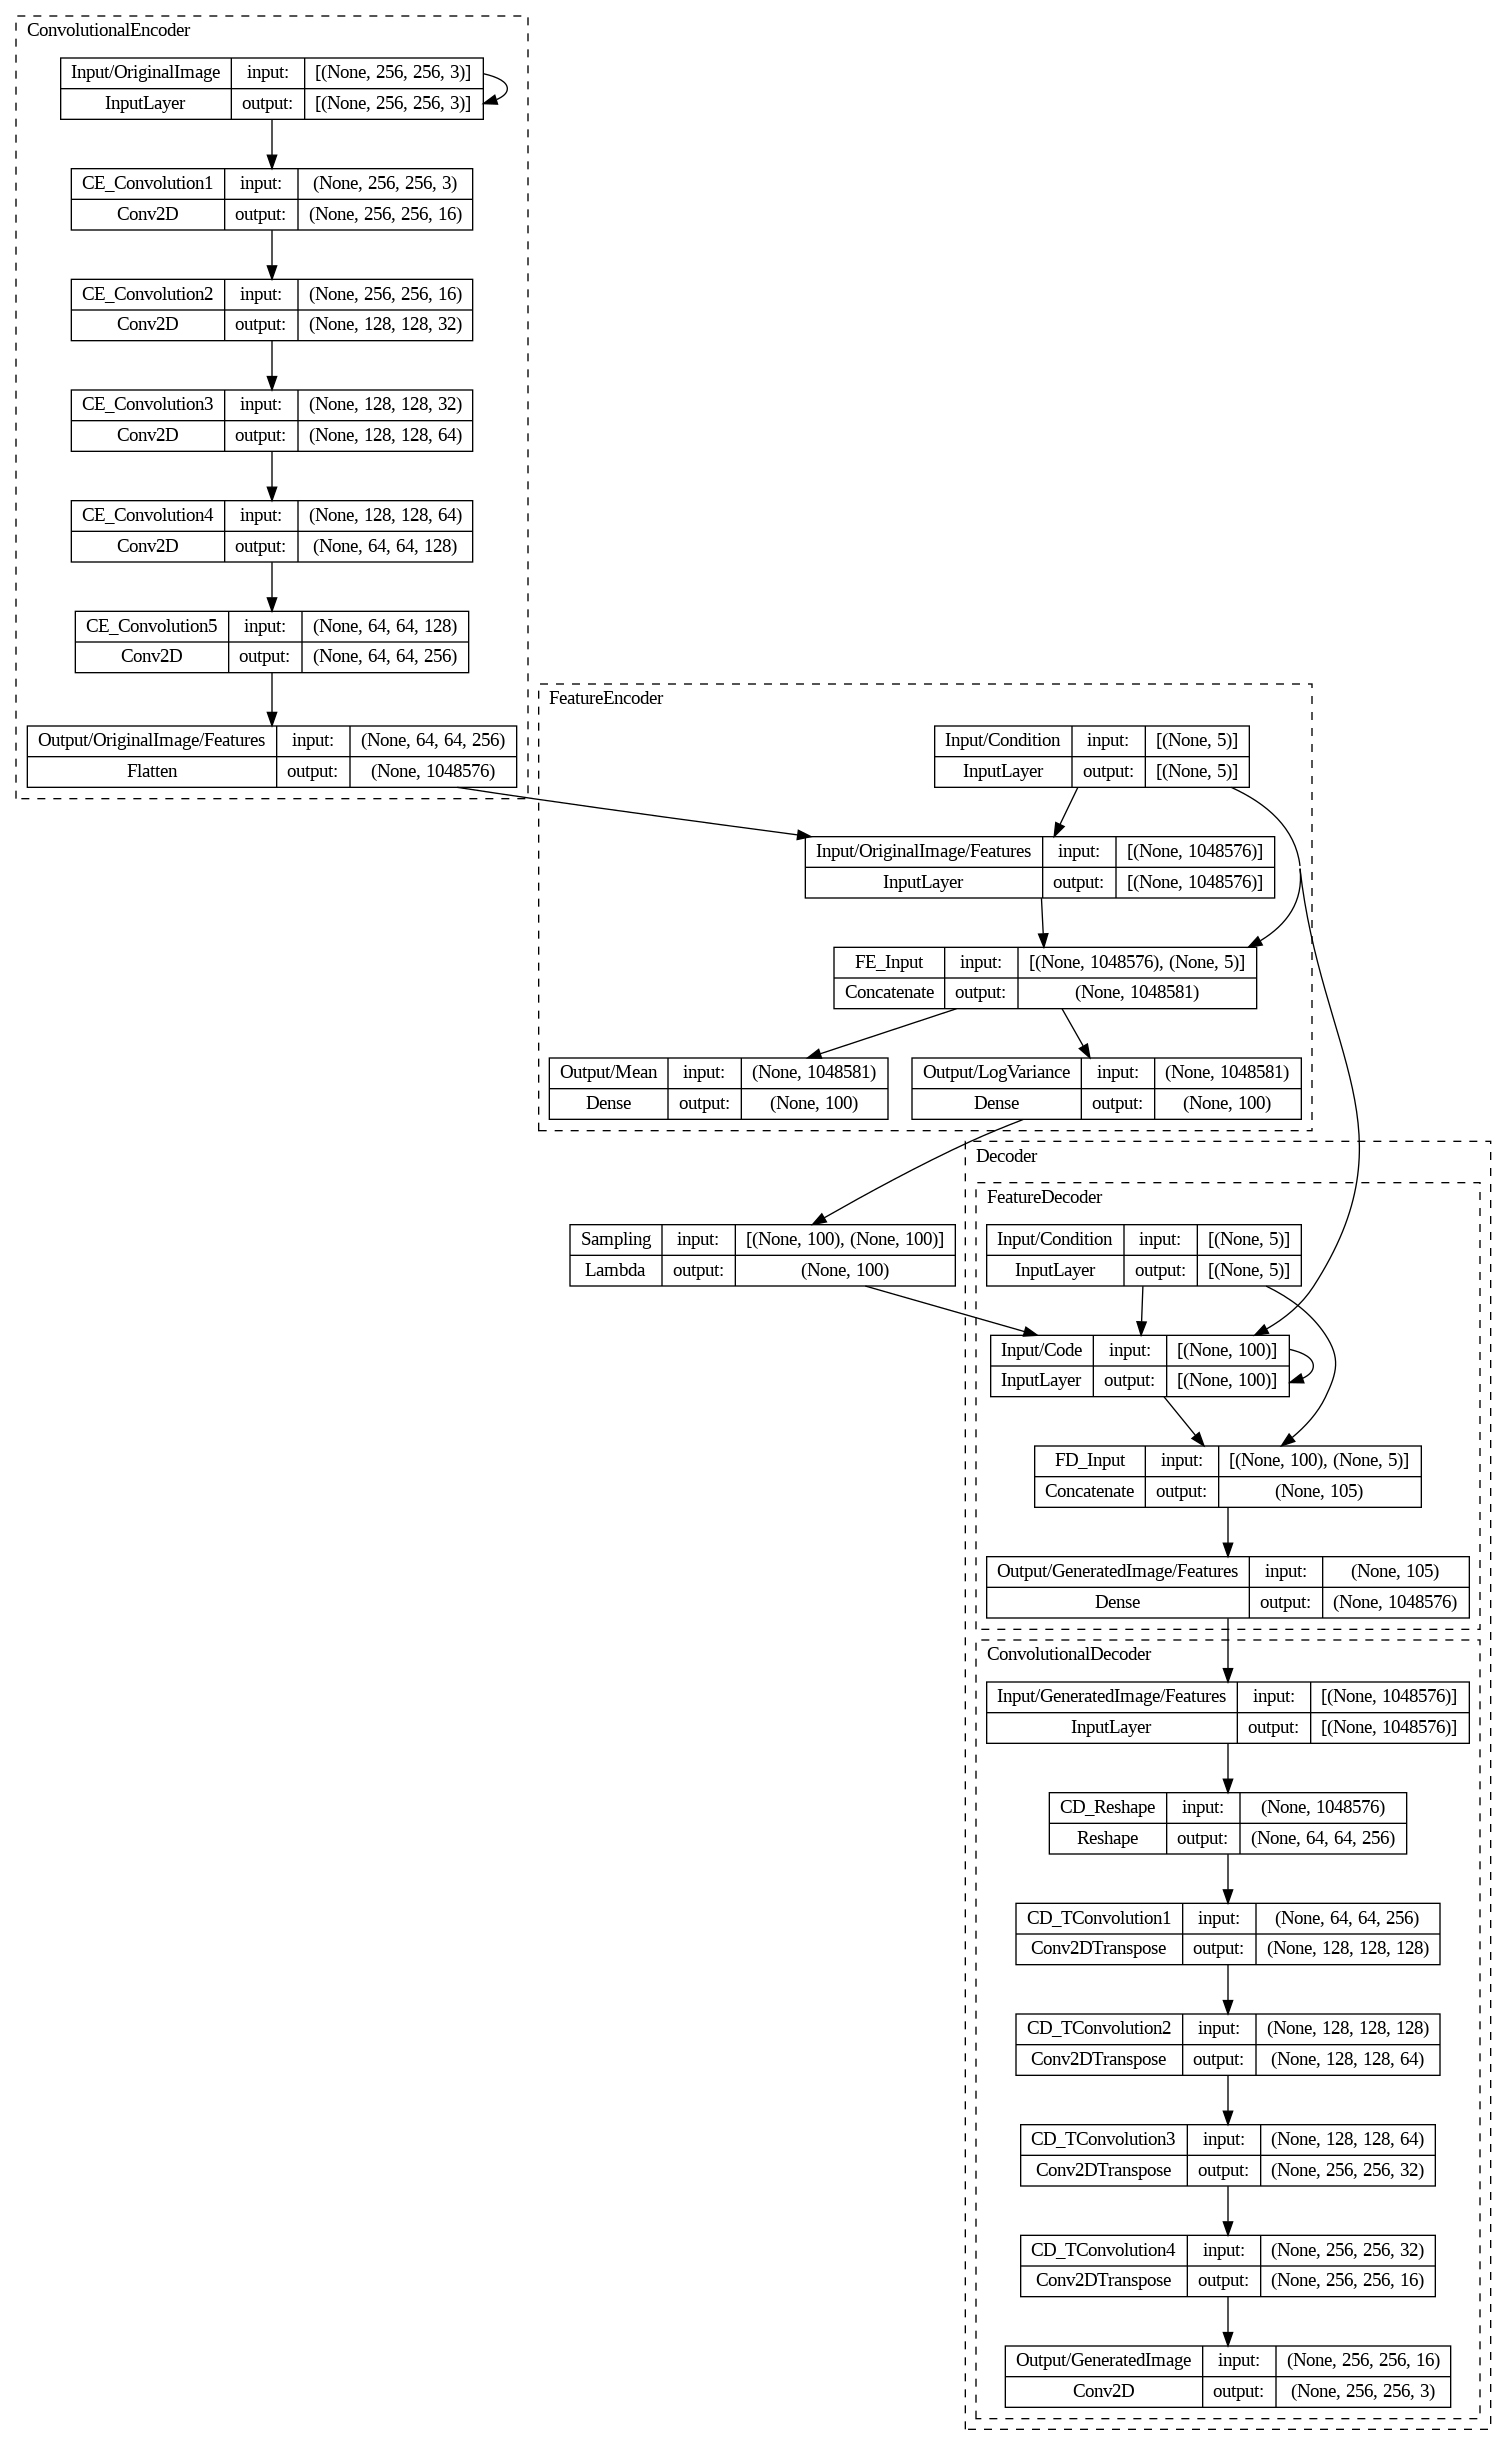 ConvolutionalEncoder
Input/OriginalImage input: [(None, 256, 256, 3)]
InputLayer output: [(None, 256, 256, 3)]
CE_Convolution1 input: (None, 256, 256, 3)
Conv2D output: (None, 256, 256, 16)
CE_Convolution2 input: (None, 256, 256, 16)
Conv2D output: (None, 128, 128, 32)
CE_Convolution3 input: (None, 128, 128, 32)
Conv2D output: (None, 128, 128, 64)
CE_Convolution4 input: (None, 128, 128, 64)
Conv2D output: (None, 64, 64, 128)
CE_Convolution5 input: (None, 64, 64, 128)
Conv2D output: (None, 64, 64, 256)
Output/OriginalImage/Features input: (None, 64, 64, 256)
Flatten output: (None, 1048576)
FeatureEncoder
Input/Condition input: [(None, 5)]
InputLayer output: [(None, 5)]
Input/OriginalImage/Features input: [(None, 1048576)]
InputLayer output: [(None, 1048576)]
FE_Input input: [(None, 1048576), (None, 5)]
Concatenate output: (None, 1048581)
Output/Mean input: (None, 1048581)
Dense output: (None, 100)
Output/LogVariance input: (None, 1048581)
Dense output: (None, 100)
Sampling input: [(None, 100), (None, 100)]
Lambda output: (None, 100)
Decoder
FeatureDecoder
Input/Condition input: [(None, 5)]
InputLayer output: [(None, 5)]
Input/Code input: [(None, 100)]
InputLayer output: [(None, 100)]
FD_Input input: [(None, 100), (None, 5)]
Concatenate output: (None, 105)
Output/GeneratedImage/Features input: (None, 105)
Dense output: (None, 1048576)
ConvolutionalDecoder
Input/GeneratedImage/Features input: [(None, 1048576)]
InputLayer output: [(None, 1048576)]
CD_Reshape input: (None, 1048576)
Reshape output: (None, 64, 64, 256)
CD_TConvolution1 input: (None, 64, 64, 256)
Conv2DTranspose output: (None, 128, 128, 128)
CD_TConvolution2 input: (None, 128, 128, 128)
Conv2DTranspose output: (None, 128, 128, 64)
CD_TConvolution3 input: (None, 128, 128, 64)
Conv2DTranspose output: (None, 256, 256, 32)
CD_TConvolution4 input: (None, 256, 256, 32)
Conv2DTranspose output: (None, 256, 256, 16)
Output/GeneratedImage input: (None, 256, 256, 16)
Conv2D output: (None, 256, 256, 3)